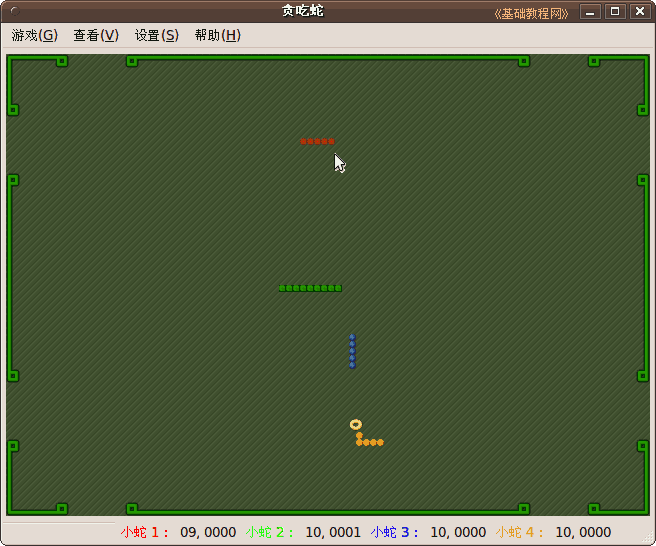 贪吃蛇
《基础教程网》
游戏(G) 查看(V) 设置(S) 帮助(H)
小蛇 1： 09, 0000 小蛇 2： 10, 0001 小蛇 3： 10, 0000 小蛇 4： 10, 0000